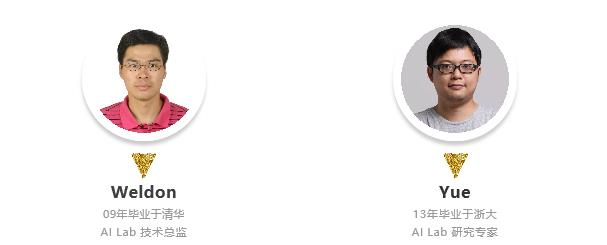 Weldon
09年毕业于清华
AI Lab 技术总监
Yue
13年毕业于浙大
AI Lab 研究专家